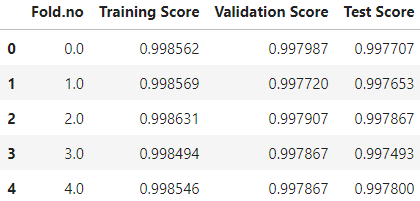 Fold.no Training Score Validation Score Test Score
0 0.0 0.998562 0.997987 0.997707
1 1.0 0.998569 0.997720 0.997653
2 2.0 0.998631 0.997907 0.997867
3 3.0 0.998494 0.997867 0.997493
4 4.0 0.998546 0.997867 0.997800